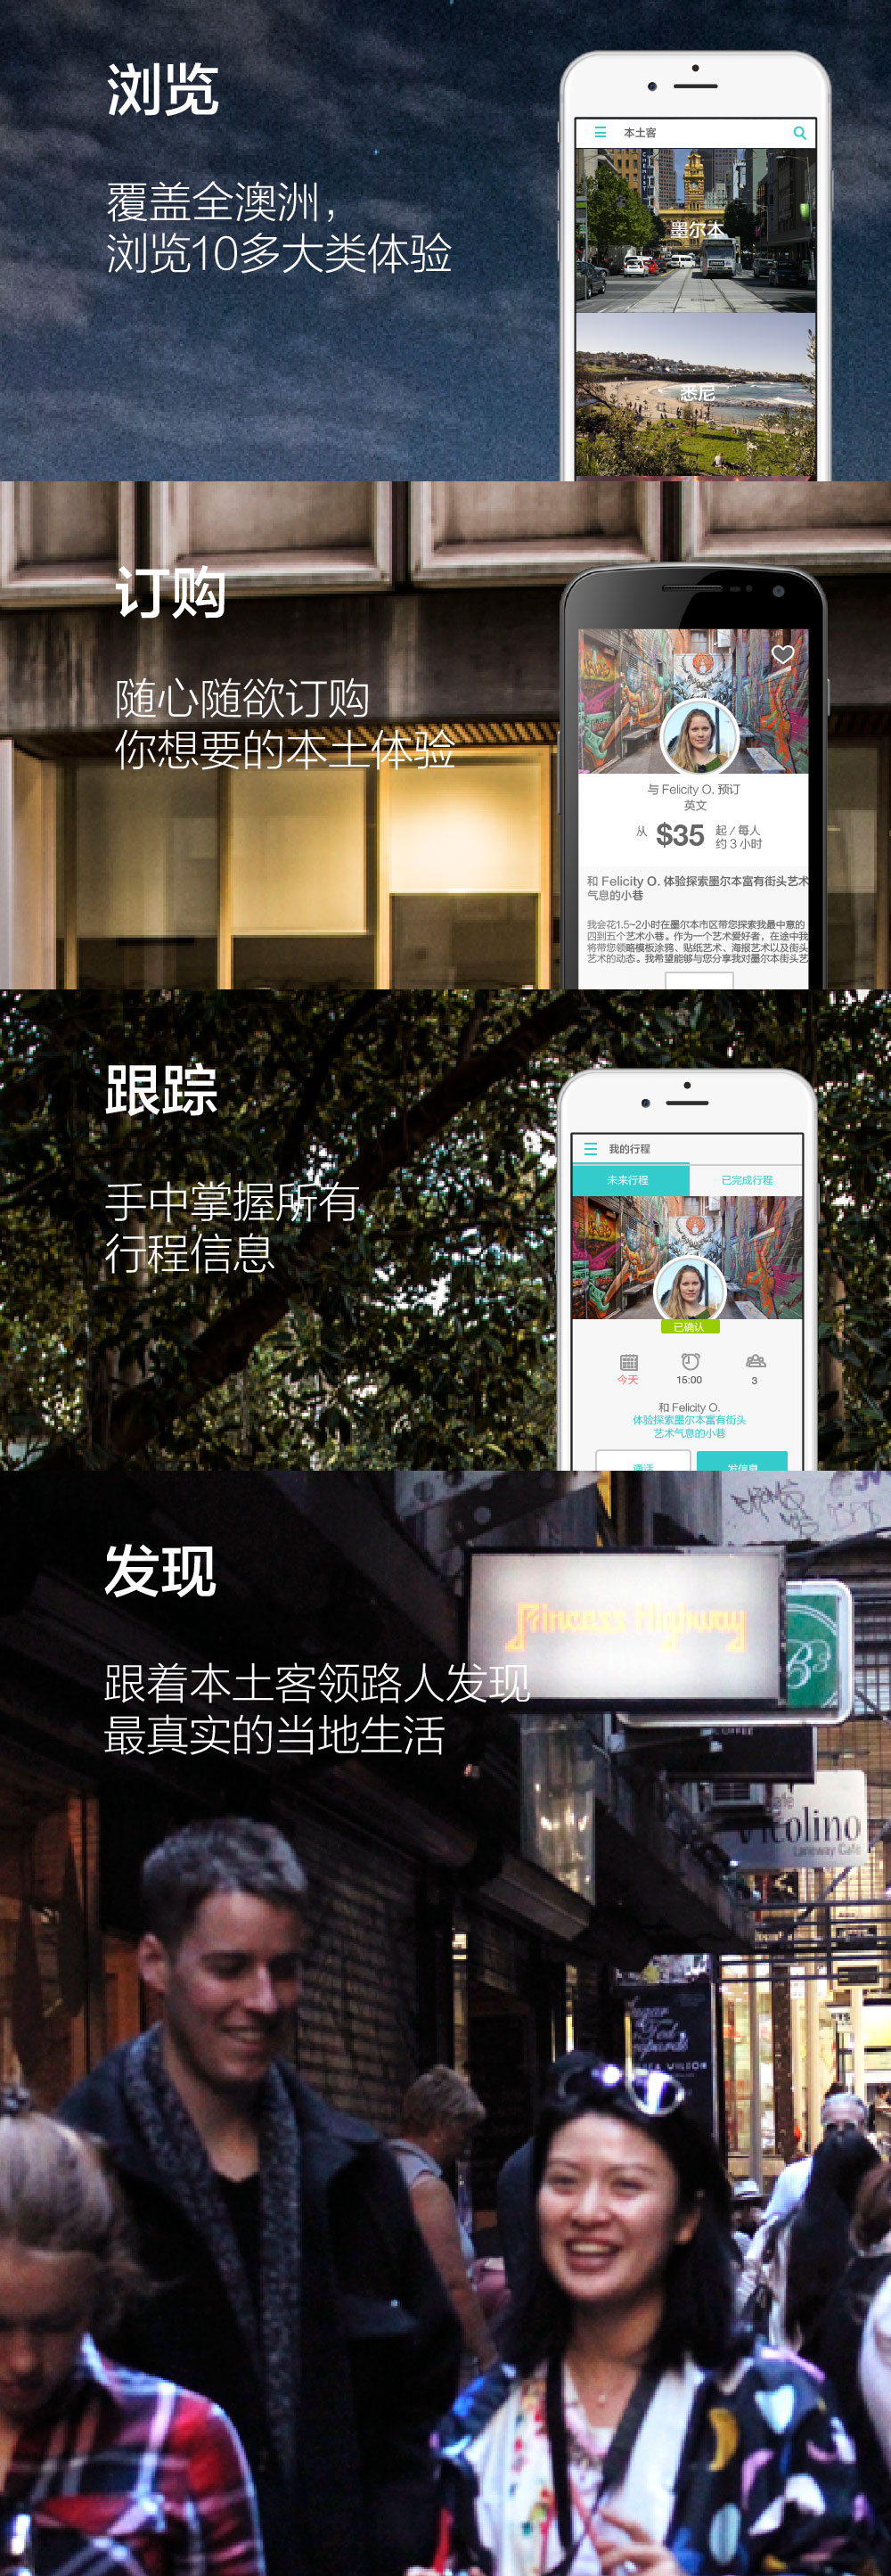 浏览
覆盖全澳洲，
浏览10多大类体验
本土客
墨尔本
悉尼
订购
随心随欲订购
你想要的本土体验
与 Felicity O. 预订
英文
从 $35 起 / 每人
约 3 小时
和 Felicity O. 体验探索墨尔本富有街头艺术
气息的小巷
我会花1.5~2小时在墨尔本市区带您探索我最中意的
四到五个艺术小巷。作为一个艺术爱好者，在途中我
将带您领略模板涂鸦、贴纸艺术、海报艺术以及街头
艺术的动态。我希望能够与您分享我对墨尔本街头艺
跟踪
手中掌握所有
行程信息
我的行程
未来行程 已完成行程
已确认
今天 15:00 3
和 Felicity O.
体验探索墨尔本富有街头
艺术气息的小巷
通话 发信息
发现
跟着本土客领路人发现
最真实的当地生活
Princess Highway
B3
Vicolino
Laneway Cafe